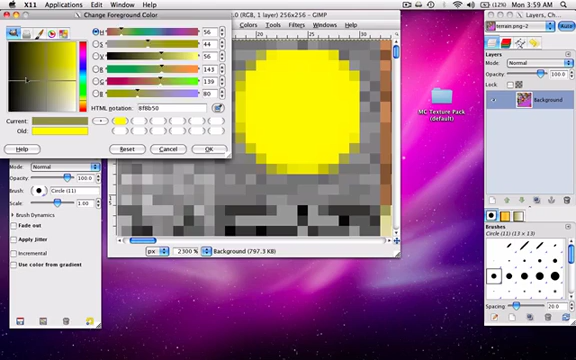 X11 Applications Edit Window Help
Mon 3:59 AM
Change Foreground Color
.0 (RGB, 1 layer) 256x256 – GIMP
Layers, Ch...
Colors Tools Filters Windows Help
terrain.png-2
Auto
H 56
S 44
V 56
R 143
G 139
B 80
HTML Notation: 8f8b50
Current:
Old:
Help Reset Cancel OK
Layers
Mode: Normal
Opacity: 100.0
Lock:
Background
MC Texture Pack
(default)
Mode: Normal
Opacity: 100.0
Brush: Circle (11)
Scale: 1.00
Brush Dynamics
Fade out
Apply Jitter
Incremental
Use color from gradient
px 2300 % Background (797.3 KB)
Brushes
Circle (11) (13 x 13)
Spacing: 20.0